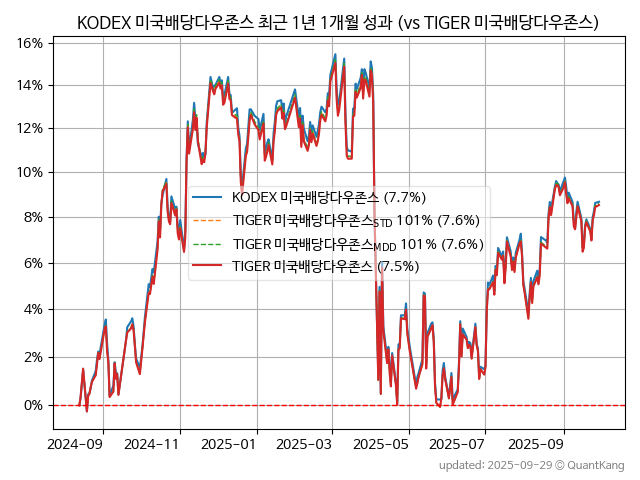 KODEX 미국배당다우존스 최근 1년 1개월 성과 (vs TIGER 미국배당다우존스)
16%
14%
12%
10%
8%
6%
4%
2%
0%
KODEX 미국배당다우존스 (7.7%)
TIGER 미국배당다우존스STD 101% (7.6%)
TIGER 미국배당다우존스MDD 101% (7.6%)
TIGER 미국배당다우존스 (7.5%)
2024-09 2024-11 2025-01 2025-03 2025-05 2025-07 2025-09
updated: 2025-09-29 © QuantKang